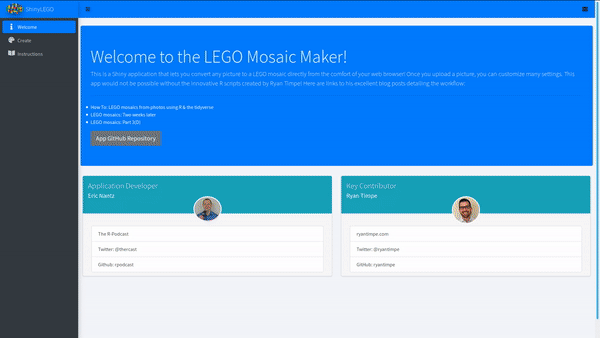 ShinyLEGO
Welcome
Create
Instructions
Welcome to the LEGO Mosaic Maker!
This is a Shiny application that lets you convert any picture to a LEGO mosaic directly from the comfort of your web browser! Once you upload a picture, you can customize many settings. This
app would not be possible without the innovative R scripts created by Ryan Timpe! Here are links to his excellent blog posts detailing the workflow:
How To: LEGO mosaics from photos using R & the tidyverse
LEGO mosaics: Two weeks later
LEGO mosaics: Part 3(D)
App GitHub Repository
Application Developer
Eric Nantz
The R-Podcast
Twitter: @thercast
Github: rpodcast
Key Contributor
Ryan Timpe
ryantimpe.com
Twitter: @ryantimpe
GitHub: ryantimpe